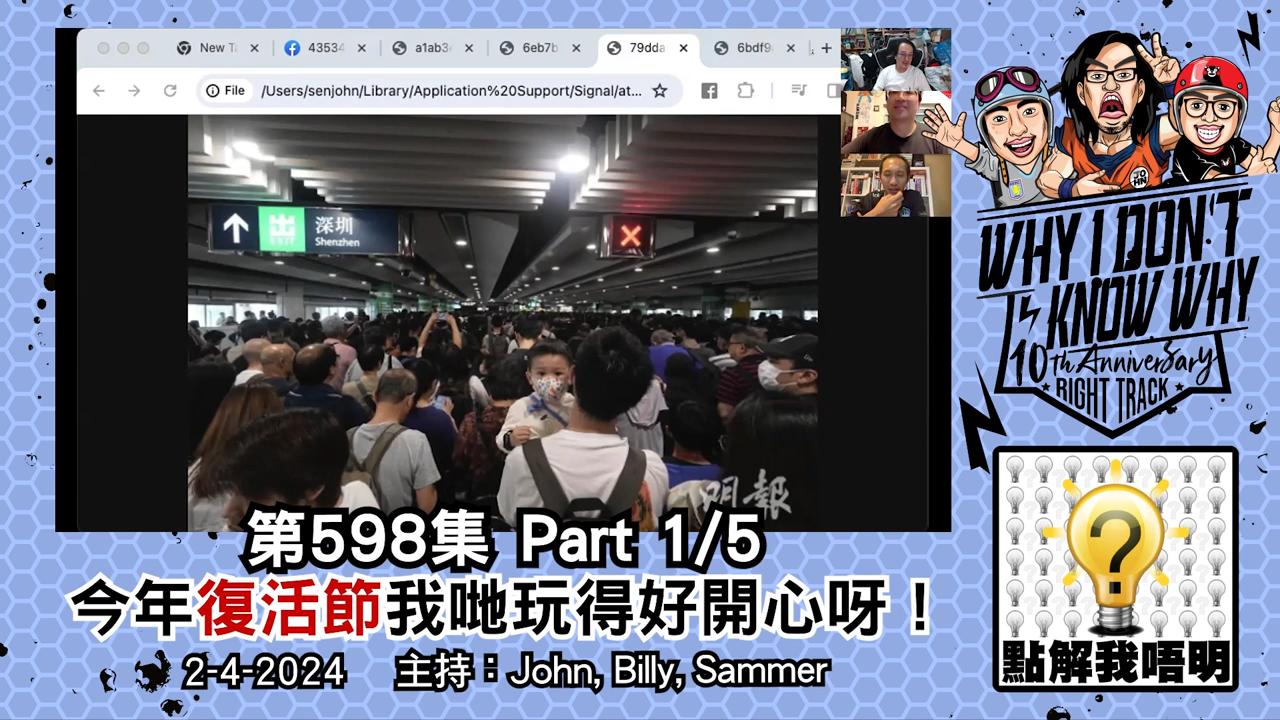 New Ta
43534
a1ab3
6eb7b
79dda
6bdf9
File
/Users/senjohn/Library/Application%20Support/Signal/at...
深圳
Shenzhen
出
EXIT
明報
JOHN
WHY I DON'T
KNOW WHY
10th Anniversary
RIGHT TRACK
?
點解我唔明
第598集 Part 1/5
今年復活節我哋玩得好開心呀！
2-4-2024 主持：John, Billy, Sammer